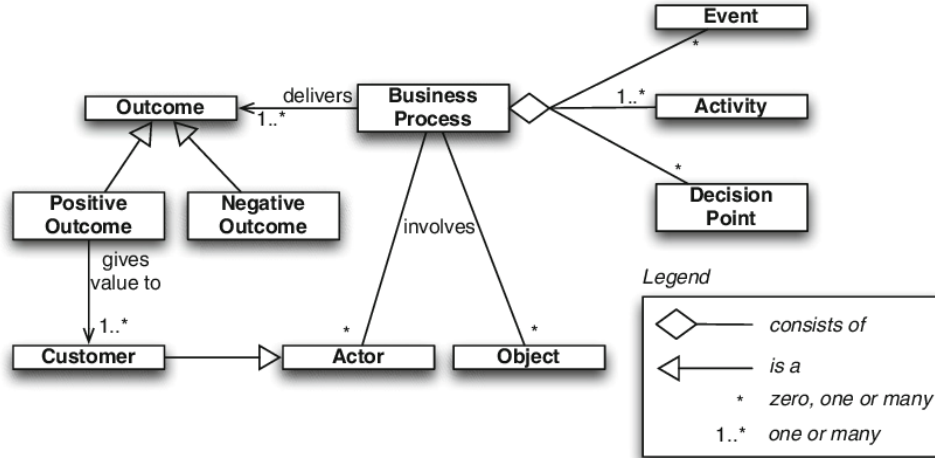 Event
*
delivers
Business
Process
Outcome
1..*
1..*
Activity
*
Decision
Point
Positive
Outcome
Negative
Outcome
involves
gives
value to
1..*
*
*
Customer
Actor
Object
Legend
consists of
is a
* zero, one or many
1..* one or many